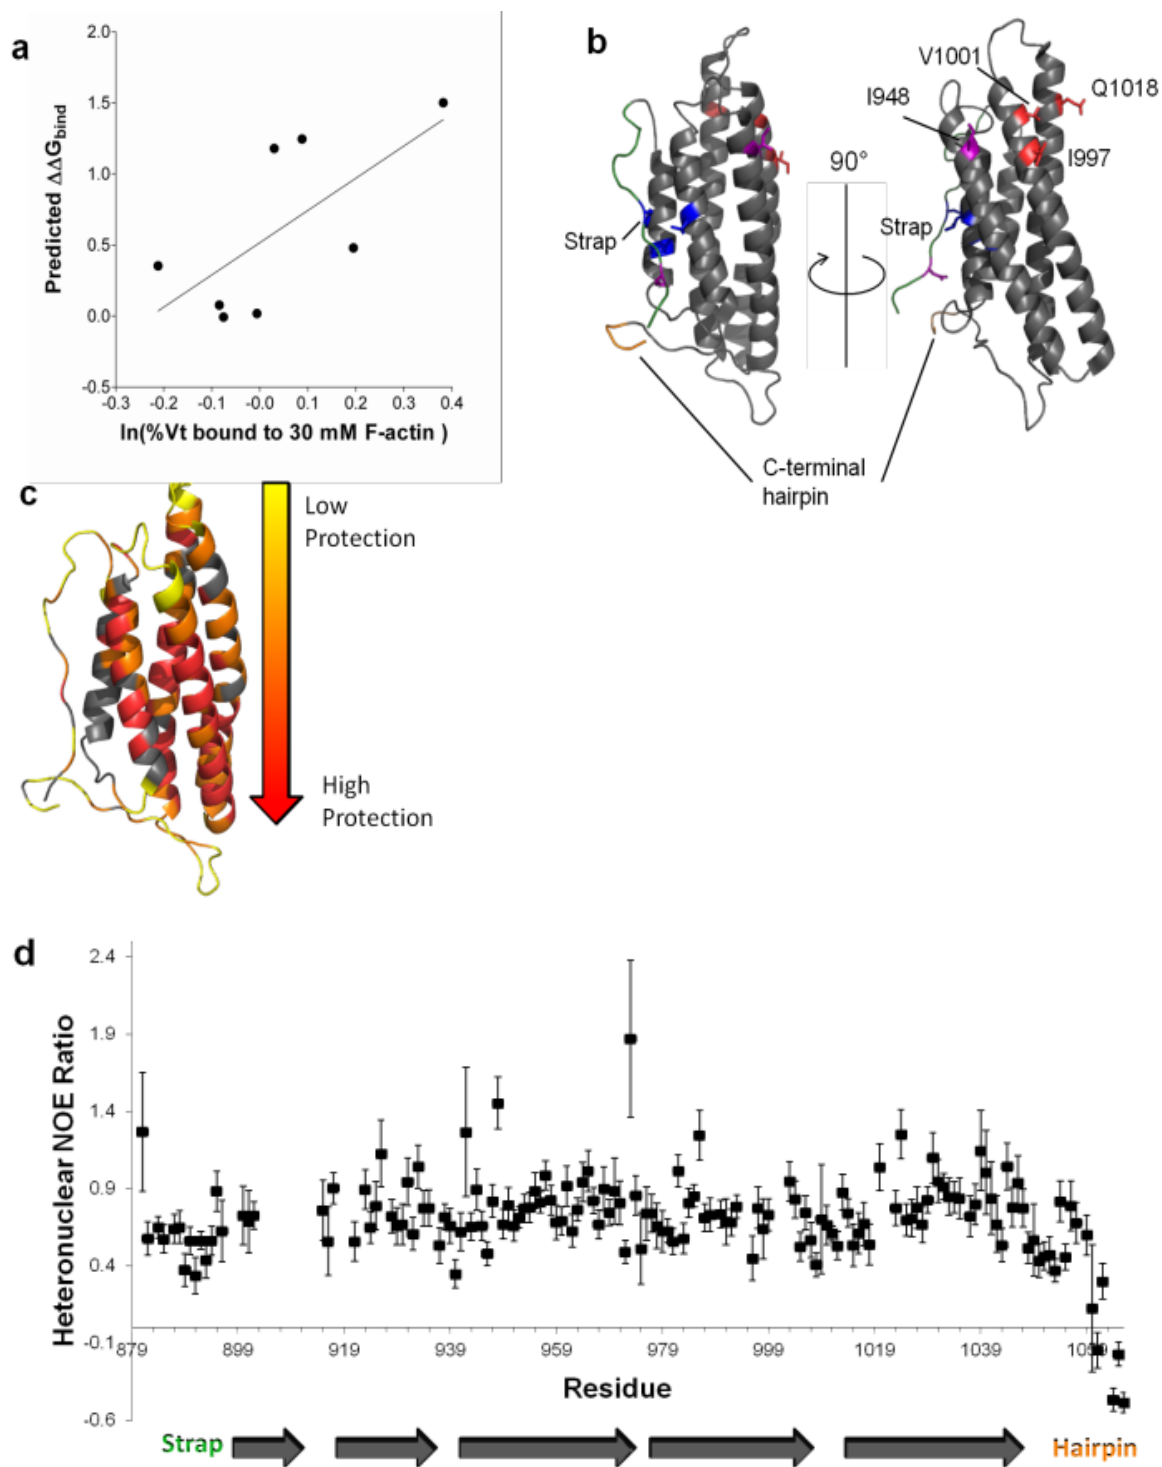 a
2.0
1.5
1.0
0.5
0.0
-0.5
-0.3
-0.2
-0.1
-0.0
0.1
0.2
0.3
0.4
Predicted ΔΔGbind
ln(%Vt bound to 30 mM F-actin )
b
V1001
I948
Q1018
I997
90°
Strap
Strap
C-terminal
hairpin
c
Low
Protection
High
Protection
d
2.4
1.9
1.4
0.9
0.4
-0.1
-0.6
Heteronuclear NOE Ratio
879
899
919
939
959
979
999
1019
1039
1059
Residue
Strap
Hairpin